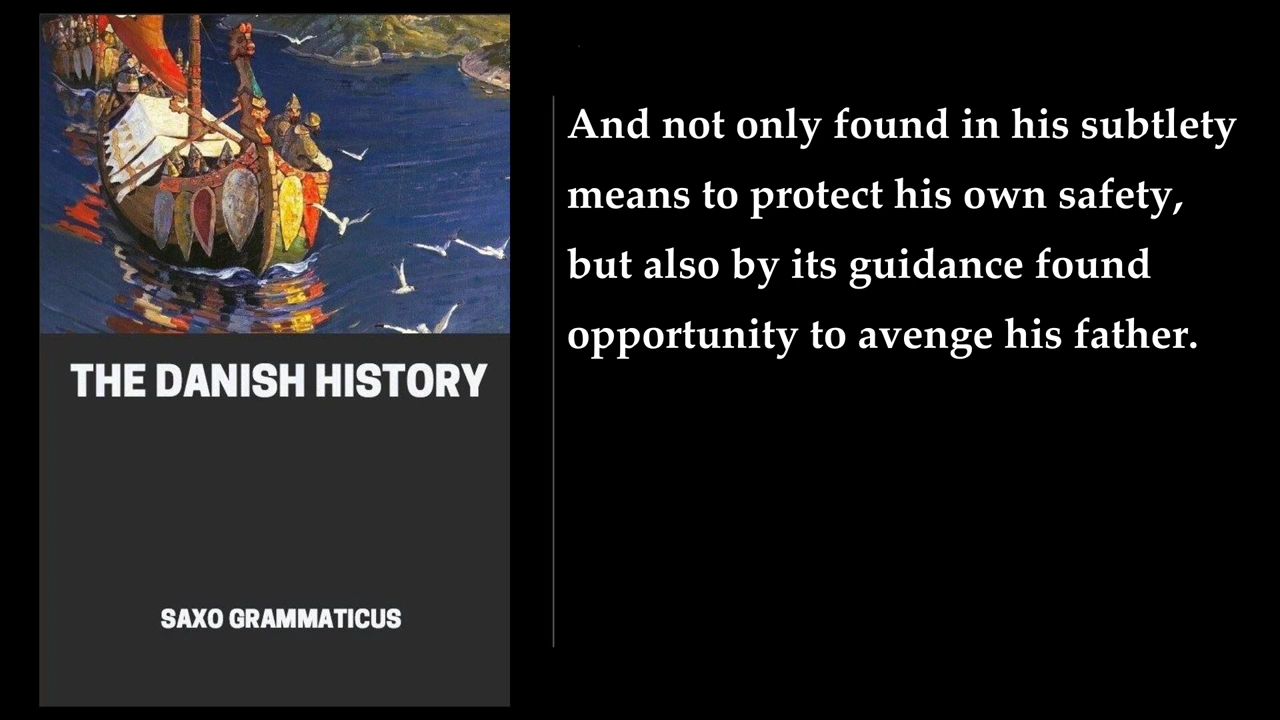 THE DANISH HISTORY
SAXO GRAMMATICUS
And not only found in his subtlety
means to protect his own safety,
but also by its guidance found
opportunity to avenge his father.